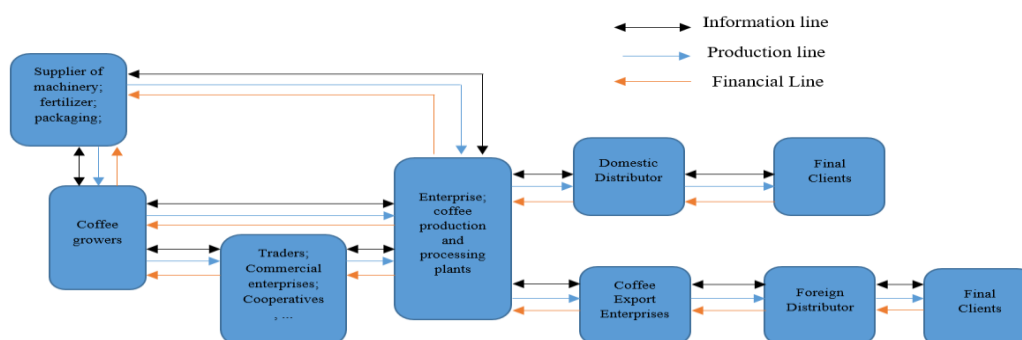 Information line
Production line
Financial Line
Supplier of
machinery;
fertilizer;
packaging;
Coffee
growers
Traders;
Commercial
enterprises;
Cooperatives
, ...
Enterprise;
coffee
production
and
processing
plants
Domestic
Distributor
Final
Clients
Coffee
Export
Enterprises
Foreign
Distributor
Final
Clients